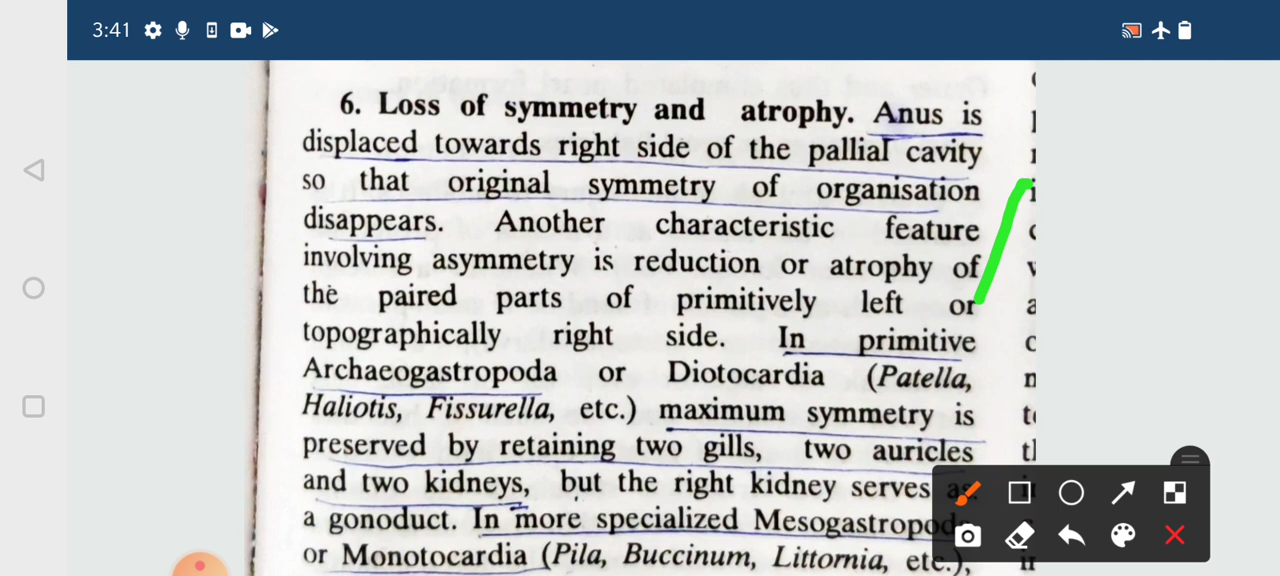 3:41
6. Loss of symmetry and atrophy. Anus is
displaced towards right side of the pallial cavity
so that original symmetry of organisation
disappears. Another characteristic feature
involving asymmetry is reduction or atrophy of
the paired parts of primitively left or
topographically right side. In primitive
Archaeogastropoda or Diotocardia (Patella,
Haliotis, Fissurella, etc.) maximum symmetry is
preserved by retaining two gills, two auricles
and two kidneys, but the right kidney serves as
a gonoduct. In more specialized Mesogastropoda
or Monotocardia (Pila, Buccinum, Littornia, etc.),